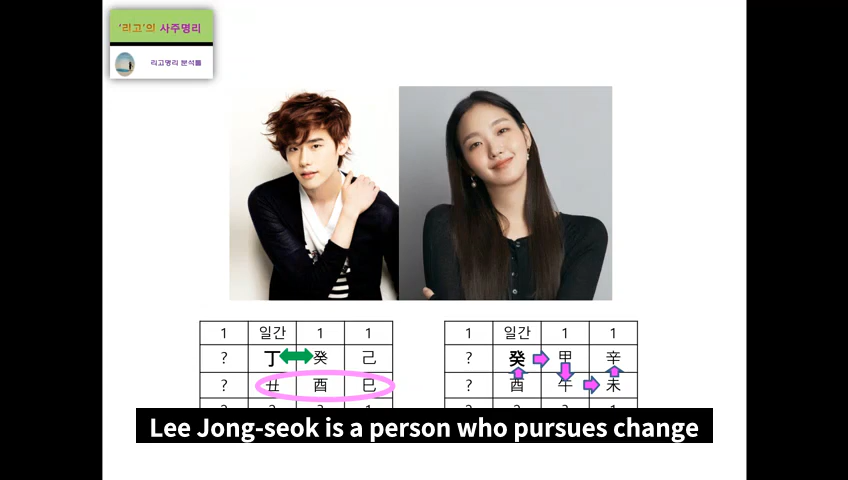 '리고'의 사주명리
리고명리 분석틀
1 일간 1 1
? 丁 癸 己
? 丑 酉 巳
1 일간 1 1
? 癸 甲 辛
? 酉 午 未
Lee Jong-seok is a person who pursues change